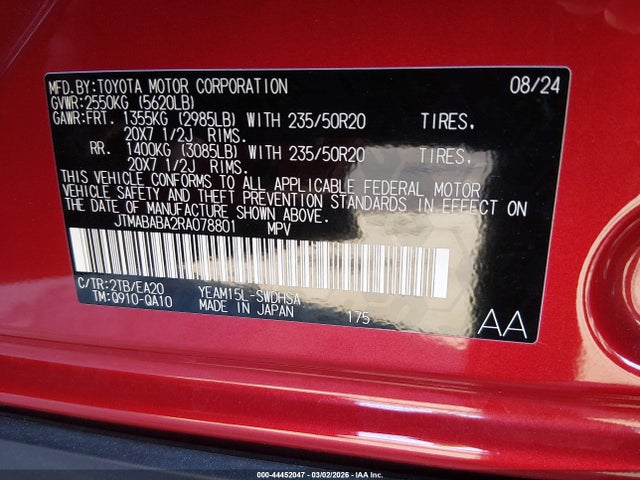 MFD.BY:TOYOTA MOTOR CORPORATION 08/24
GVWR:2550KG (5620LB)
GAWR:FRT. 1355KG (2985LB) WITH 235/50R20 TIRES,
20X7 1/2J RIMS.
RR. 1400KG (3085LB) WITH 235/50R20 TIRES,
20X7 1/2J RIMS.
THIS VEHICLE CONFORMS TO ALL APPLICABLE FEDERAL MOTOR
VEHICLE SAFETY AND THEFT PREVENTION STANDARDS IN EFFECT ON
THE DATE OF MANUFACTURE SHOWN ABOVE.
JTMABABA2RA078801 MPV
C/TR:2TB/EA20 YEAM15L-SWDHSA
TM:Q910-QA10 MADE IN JAPAN 175 AA
000-44452047 - 03/02/2026 - IAA Inc.